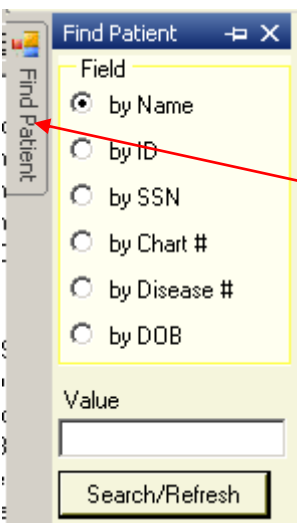 Find Patient
Find Patient
Field
by Name
by ID
by SSN
by Chart #
by Disease #
by DOB
Value
Search/Refresh